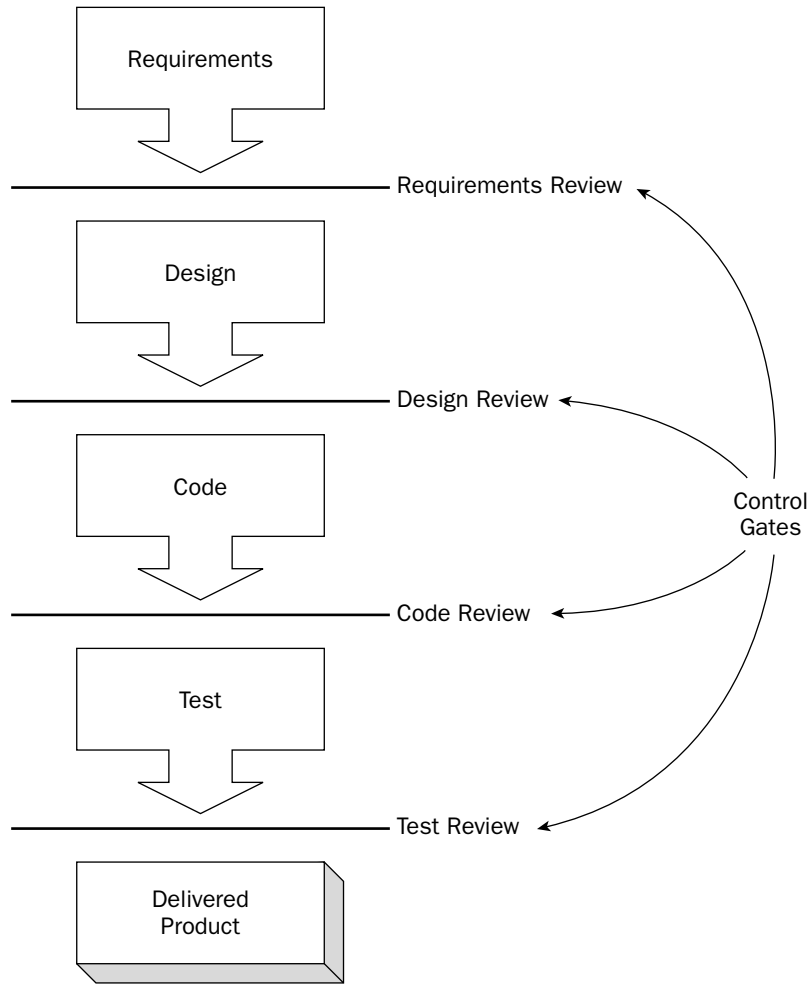 Requirements
Requirements Review
Design
Design Review
Code
Control
Gates
Code Review
Test
Test Review
Delivered
Product